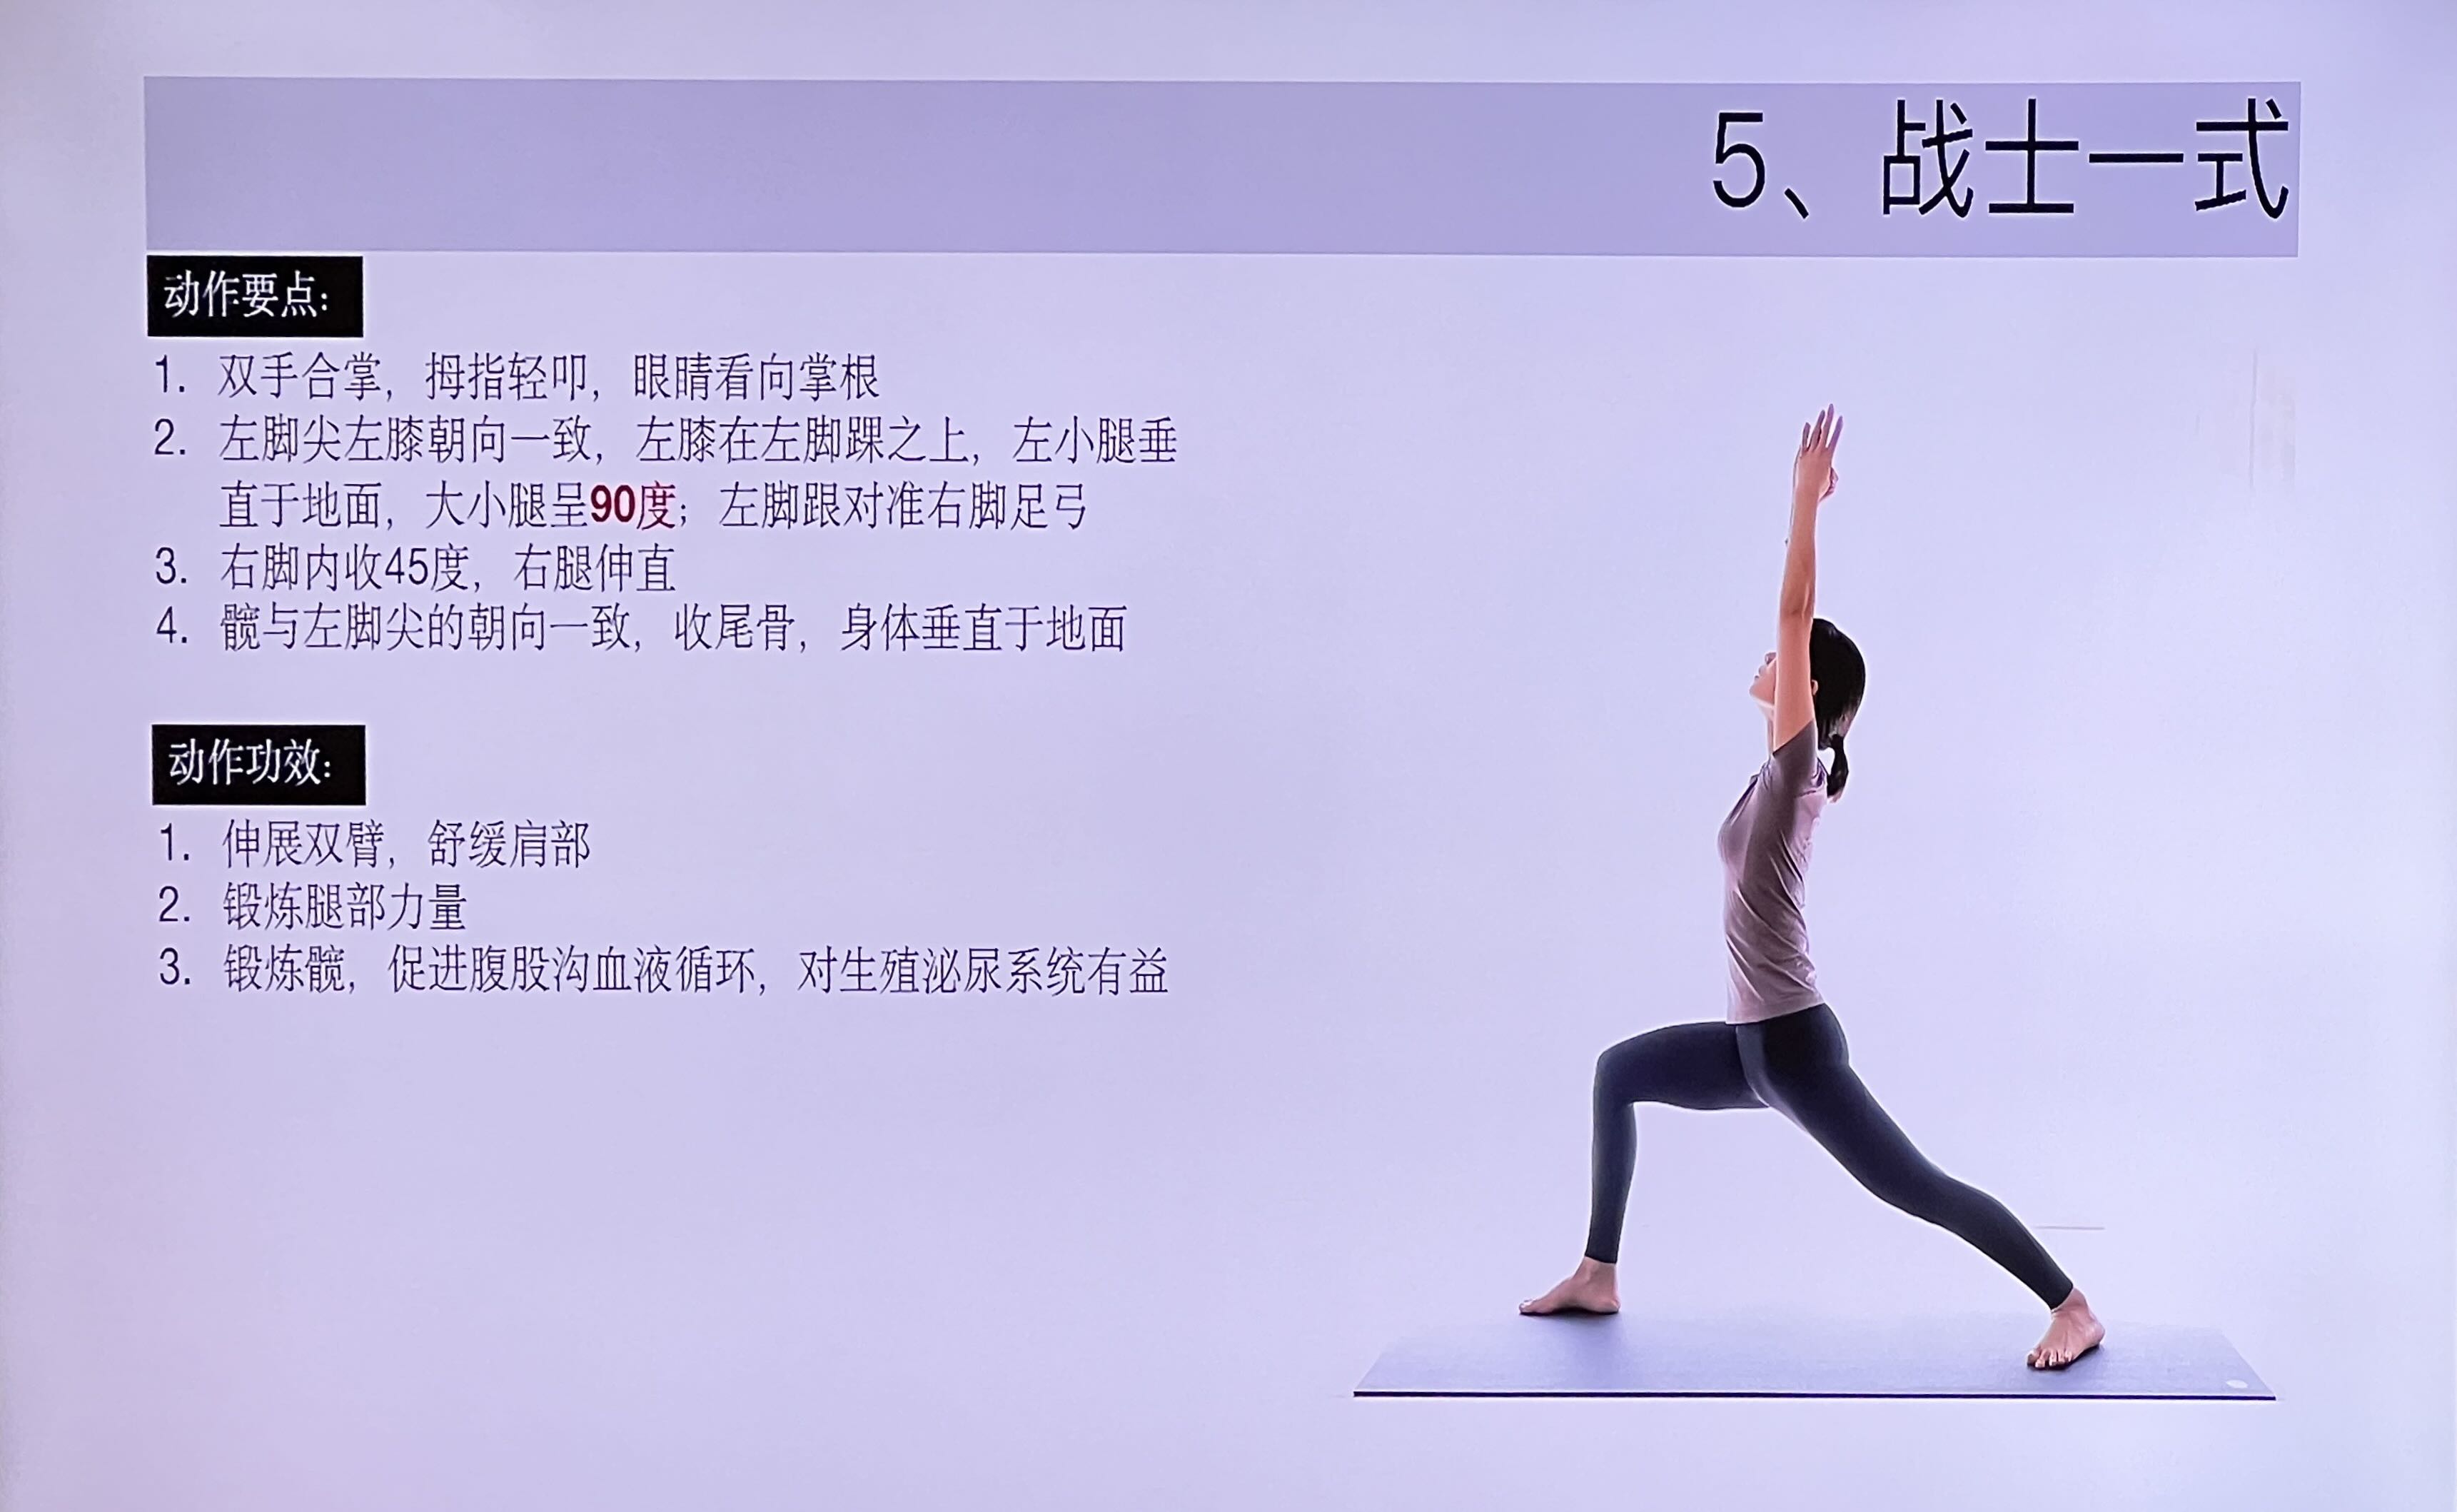 5、战士一式
动作要点：
1. 双手合掌，拇指轻叩，眼睛看向掌根
2. 左脚尖左膝朝向一致，左膝在左脚踝之上，左小腿垂
直于地面，大小腿呈90度；左脚跟对准右脚足弓
3. 右脚内收45度，右腿伸直
4. 髋与左脚尖的朝向一致，收尾骨，身体垂直于地面
动作功效：
1. 伸展双臂，舒缓肩部
2. 锻炼腿部力量
3. 锻炼髋，促进腹股沟血液循环，对生殖泌尿系统有益